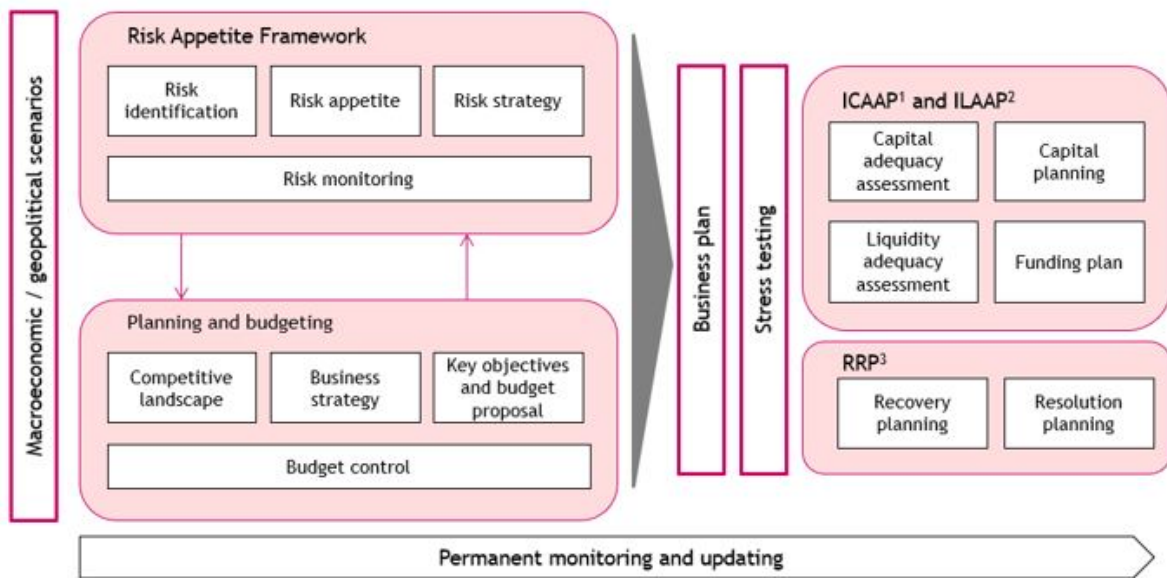 Macroeconomic / geopolitical scenarios
Risk Appetite Framework
Risk
identification
Risk appetite
Risk strategy
Risk monitoring
Planning and budgeting
Competitive
landscape
Business
strategy
Key objectives
and budget
proposal
Budget control
Business plan
Stress testing
ICAAP¹ and ILAAP²
Capital
adequacy
assessment
Capital
planning
Liquidity
adequacy
assessment
Funding plan
RRP³
Recovery
planning
Resolution
planning
Permanent monitoring and updating